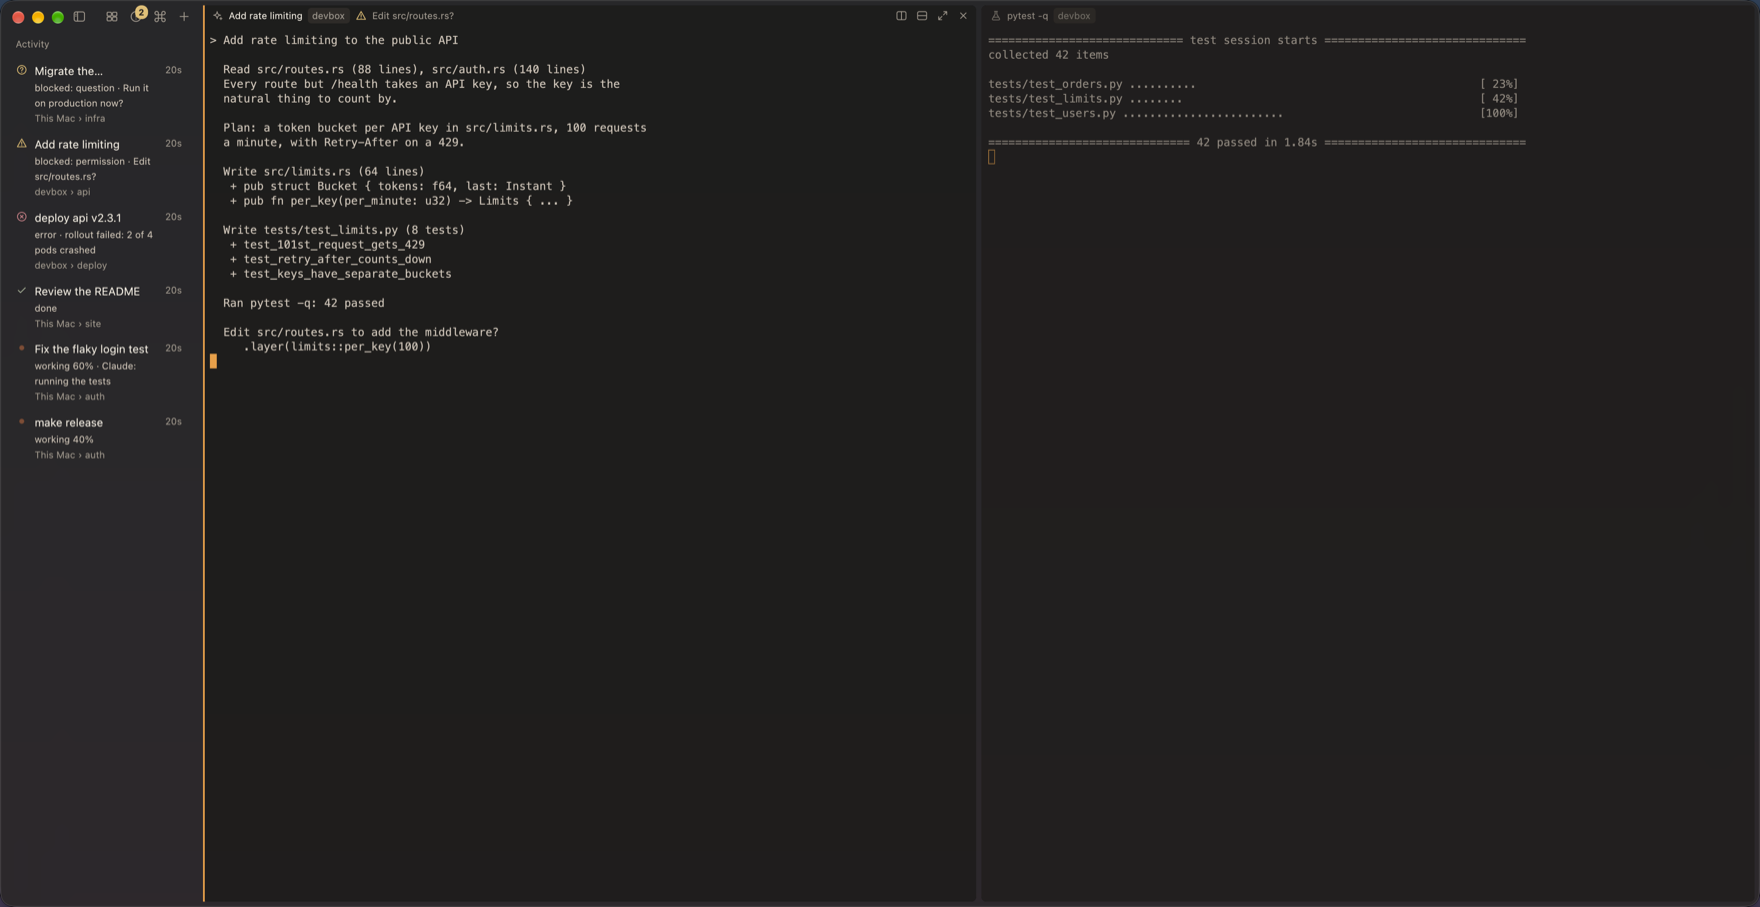 2
Activity
Migrate the... 20s
blocked: question · Run it
on production now?
This Mac › infra
Add rate limiting 20s
blocked: permission · Edit
src/routes.rs?
devbox › api
deploy api v2.3.1 20s
error · rollout failed: 2 of 4
pods crashed
devbox › deploy
Review the README 20s
done
This Mac › site
Fix the flaky login test 20s
working 60% · Claude:
running the tests
This Mac › auth
make release 20s
working 40%
This Mac › auth
Add rate limiting devbox Edit src/routes.rs?
> Add rate limiting to the public API
Read src/routes.rs (88 lines), src/auth.rs (140 lines)
Every route but /health takes an API key, so the key is the
natural thing to count by.
Plan: a token bucket per API key in src/limits.rs, 100 requests
a minute, with Retry-After on a 429.
Write src/limits.rs (64 lines)
+ pub struct Bucket { tokens: f64, last: Instant }
+ pub fn per_key(per_minute: u32) -> Limits { ... }
Write tests/test_limits.py (8 tests)
+ test_101st_request_gets_429
+ test_retry_after_counts_down
+ test_keys_have_separate_buckets
Ran pytest -q: 42 passed
Edit src/routes.rs to add the middleware?
.layer(limits::per_key(100))
pytest -q devbox
============================= test session starts ==============================
collected 42 items
tests/test_orders.py .......... [ 23%]
tests/test_limits.py ........ [ 42%]
tests/test_users.py ........................ [100%]
============================== 42 passed in 1.84s ==============================